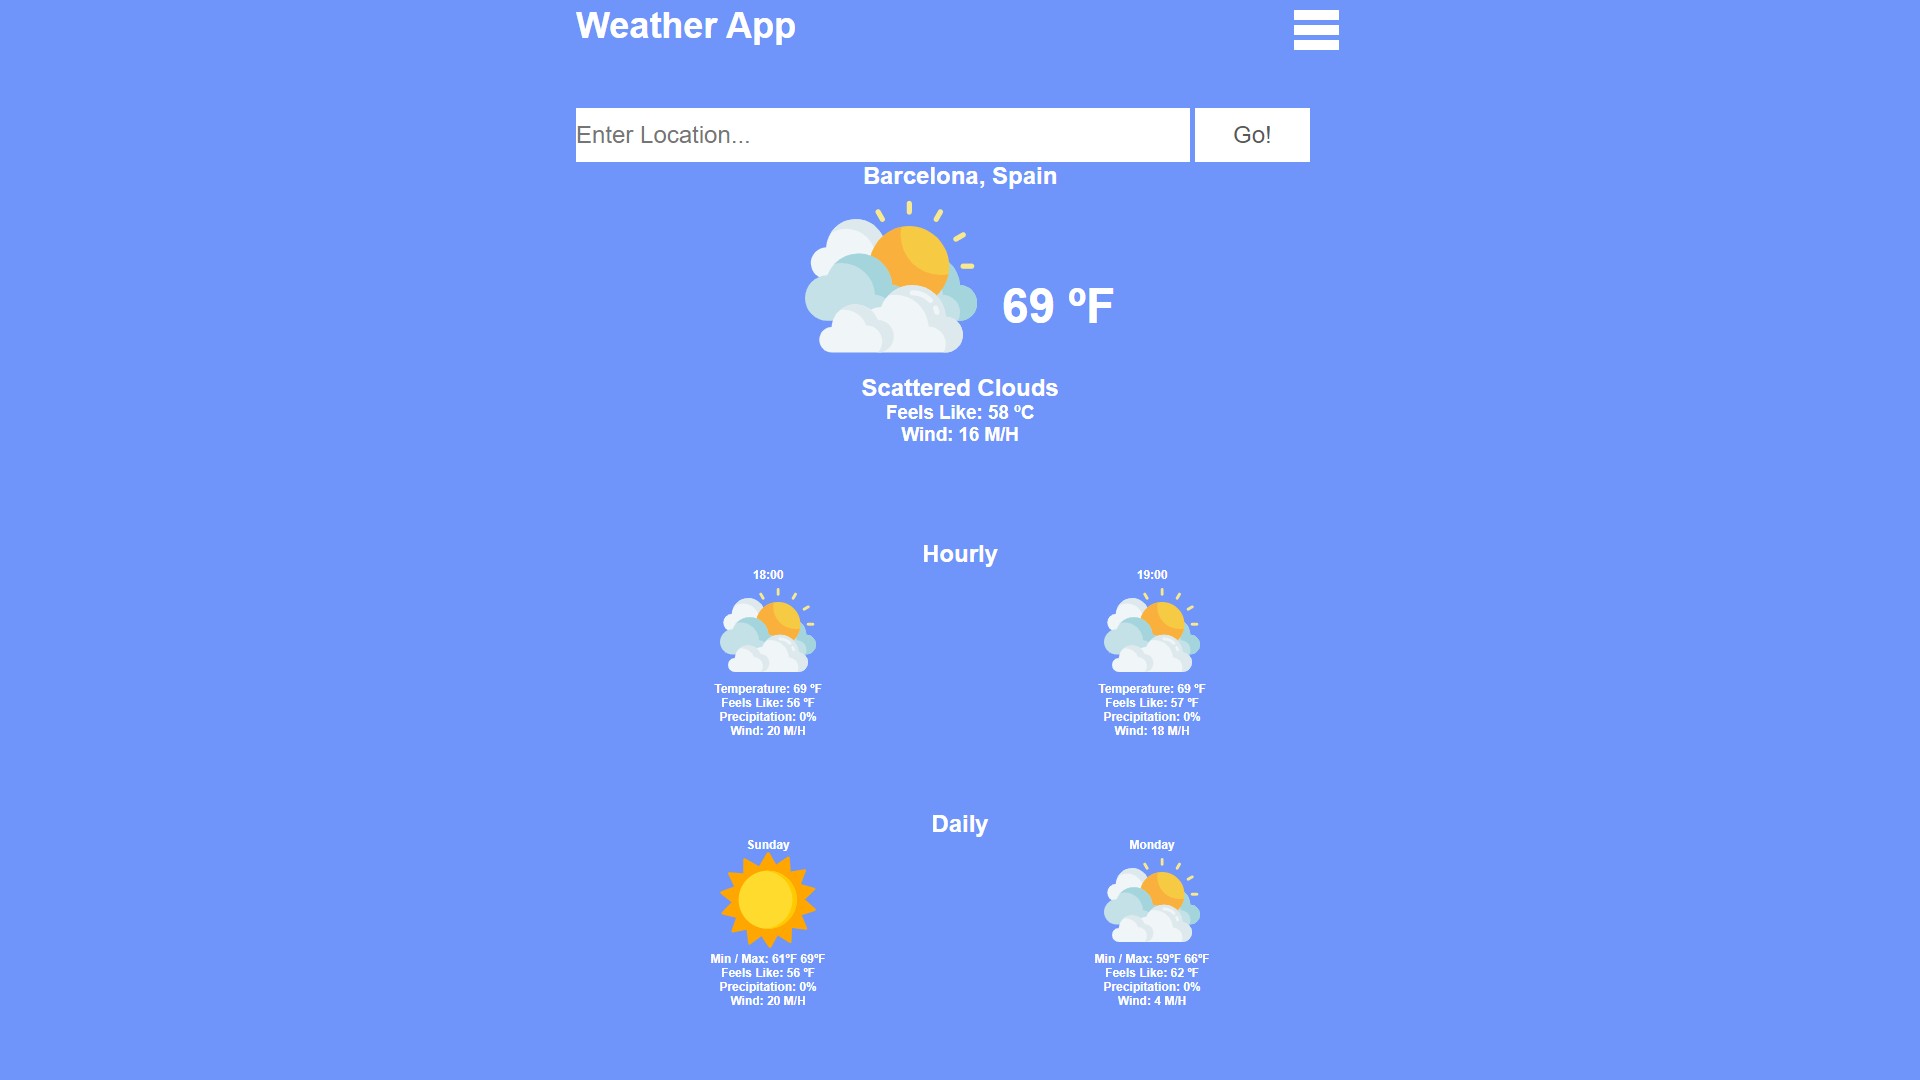 Weather App
Enter Location...
Go!
Barcelona, Spain
69 ºF
Scattered Clouds
Feels Like: 58 ºC
Wind: 16 M/H
Hourly
18:00
Temperature: 69 ºF
Feels Like: 56 ºF
Precipitation: 0%
Wind: 20 M/H
19:00
Temperature: 69 ºF
Feels Like: 57 ºF
Precipitation: 0%
Wind: 18 M/H
Daily
Sunday
Min / Max: 61ºF 69ºF
Feels Like: 56 ºF
Precipitation: 0%
Wind: 20 M/H
Monday
Min / Max: 59ºF 66ºF
Feels Like: 62 ºF
Precipitation: 0%
Wind: 4 M/H